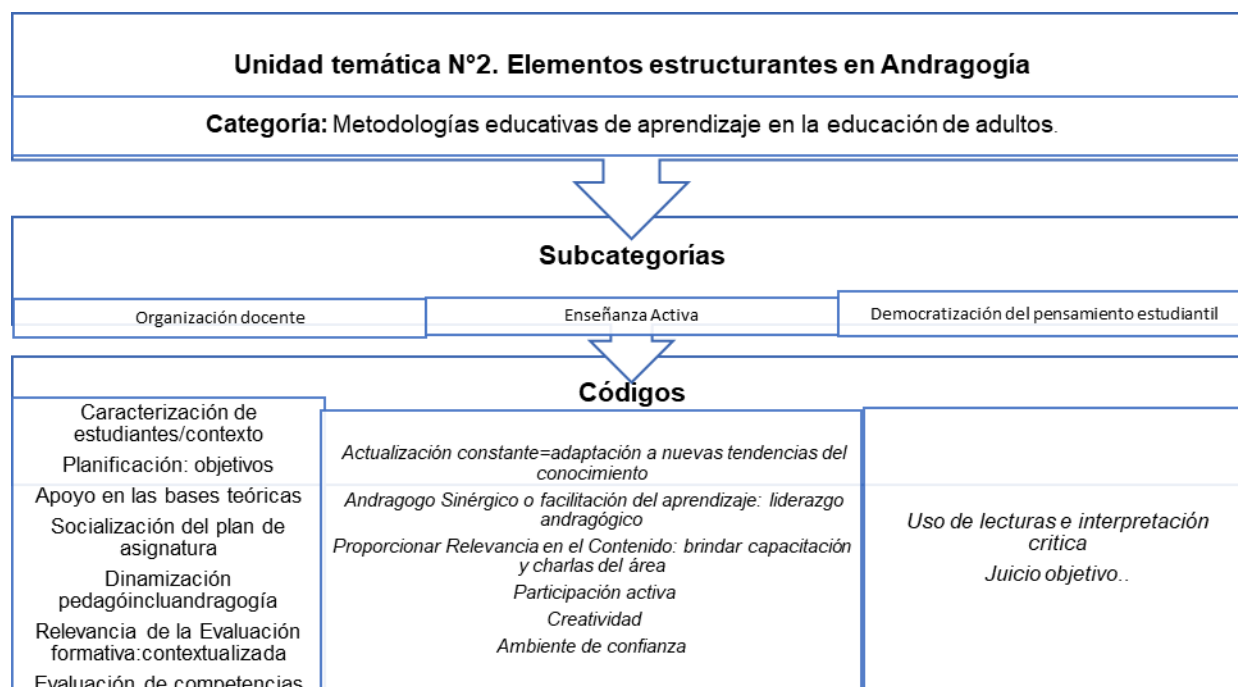 Unidad temática N°2. Elementos estructurantes en Andragogía
Categoría: Metodologías educativas de aprendizaje en la educación de adultos.
Subcategorías
Organización docente
Enseñanza Activa
Democratización del pensamiento estudiantil
Códigos
Caracterización de
estudiantes/contexto
Planificación: objetivos
Apoyo en las bases teóricas
Socialización del plan de
asignatura
Dinamización
pedagóincluandragogía
Relevancia de la Evaluación
formativa:contextualizada
Evaluación de competencias
Actualización constante=adaptación a nuevas tendencias del
conocimiento
Andragogo Sinérgico o facilitación del aprendizaje: liderazgo
andragógico
Proporcionar Relevancia en el Contenido: brindar capacitación
y charlas del área
Participación activa
Creatividad
Ambiente de confianza
Uso de lecturas e interpretación
critica
Juicio objetivo..